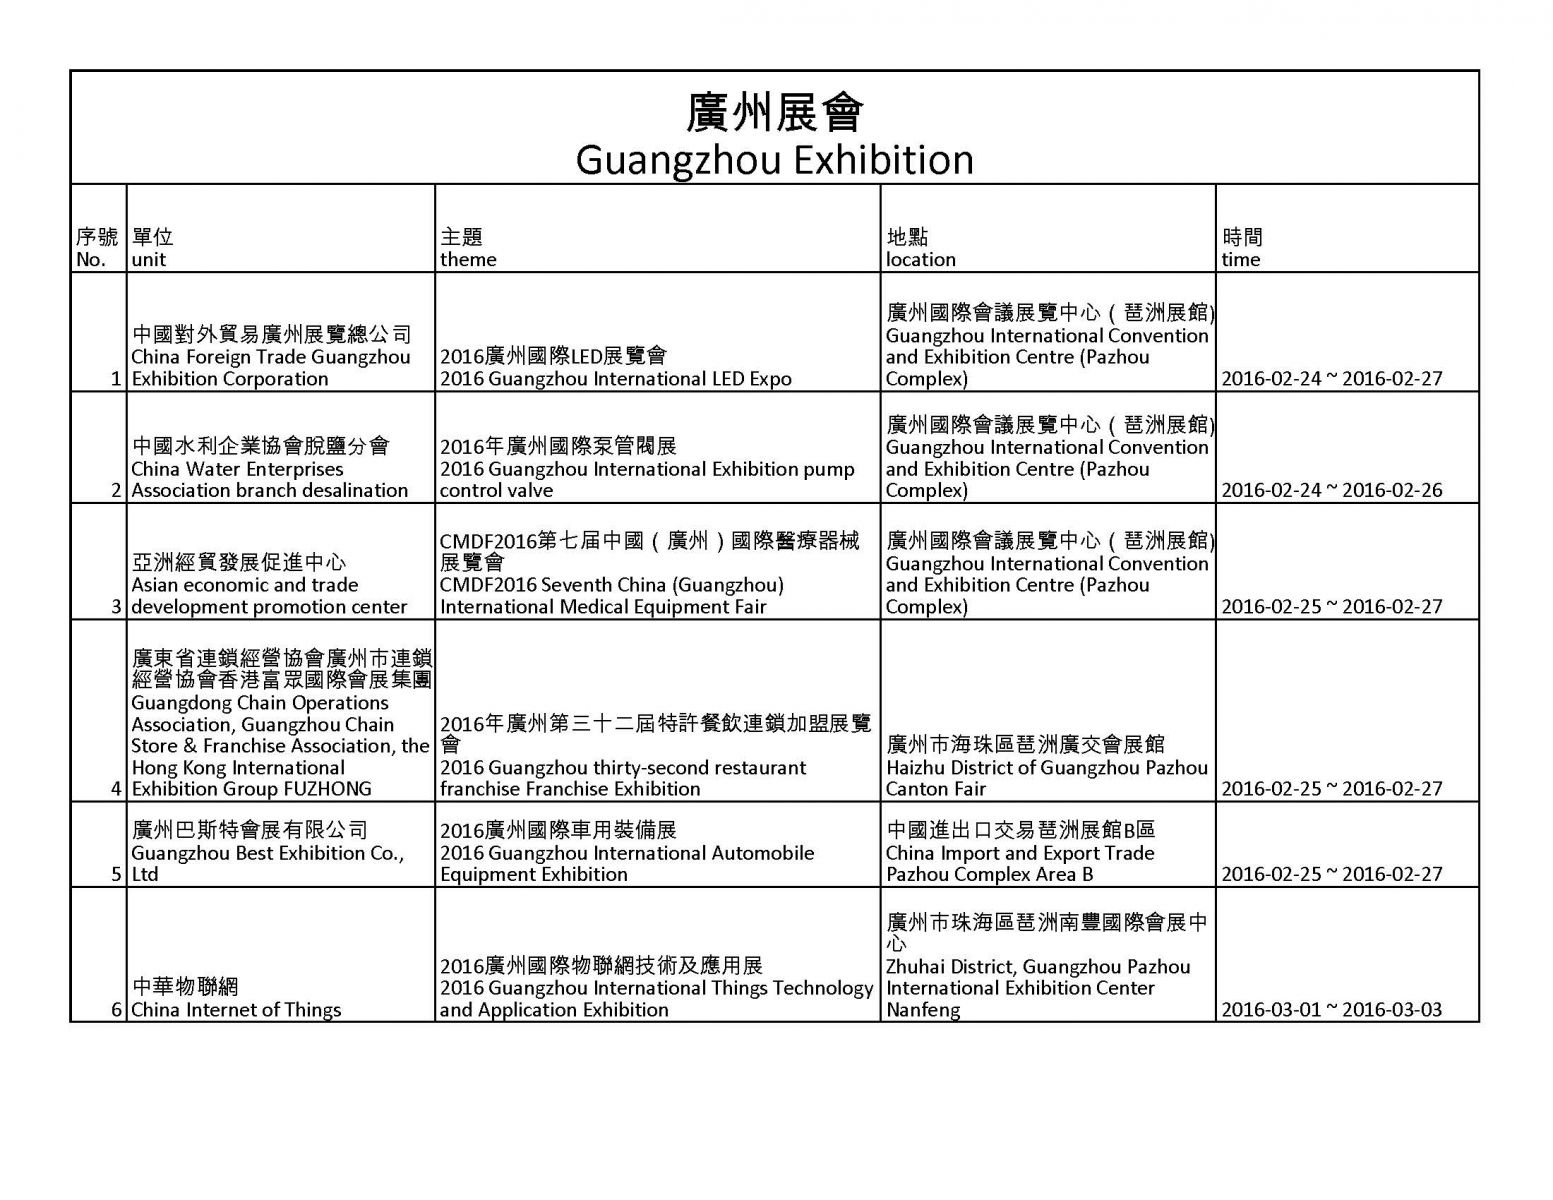 廣州展會
Guangzhou Exhibition
序號
No.
單位
unit
主題
theme
地點
location
時間
time
1
中國對外貿易廣州展覽總公司
China Foreign Trade Guangzhou
Exhibition Corporation
2016廣州國際LED展覽會
2016 Guangzhou International LED Expo
廣州國際會議展覽中心（琶洲展館)
Guangzhou International Convention
and Exhibition Centre (Pazhou
Complex)
2016-02-24 ~ 2016-02-27
2
中國水利企業協會脫鹽分會
China Water Enterprises
Association branch desalination
2016年廣州國際泵管閥展
2016 Guangzhou International Exhibition pump
control valve
廣州國際會議展覽中心（琶洲展館)
Guangzhou International Convention
and Exhibition Centre (Pazhou
Complex)
2016-02-24 ~ 2016-02-26
3
亞洲經貿發展促進中心
Asian economic and trade
development promotion center
CMDF2016第七屆中國（廣州）國際醫療器械
展覽會
CMDF2016 Seventh China (Guangzhou)
International Medical Equipment Fair
廣州國際會議展覽中心（琶洲展館)
Guangzhou International Convention
and Exhibition Centre (Pazhou
Complex)
2016-02-25 ~ 2016-02-27
4
廣東省連鎖經營協會廣州市連鎖
經營協會香港富眾國際會展集團
Guangdong Chain Operations
Association, Guangzhou Chain
Store & Franchise Association, the
Hong Kong International
Exhibition Group FUZHONG
2016年廣州第三十二屆特許餐飲連鎖加盟展覽
會
2016 Guangzhou thirty-second restaurant
franchise Franchise Exhibition
廣州市海珠區琶洲廣交會展館
Haizhu District of Guangzhou Pazhou
Canton Fair
2016-02-25 ~ 2016-02-27
5
廣州巴斯特會展有限公司
Guangzhou Best Exhibition Co.,
Ltd
2016廣州國際車用裝備展
2016 Guangzhou International Automobile
Equipment Exhibition
中國進出口交易琶洲展館B區
China Import and Export Trade
Pazhou Complex Area B
2016-02-25 ~ 2016-02-27
6
中華物聯網
China Internet of Things
2016廣州國際物聯網技術及應用展
2016 Guangzhou International Things Technology
and Application Exhibition
廣州市珠海區琶洲南豐國際會展中
心
Zhuhai District, Guangzhou Pazhou
International Exhibition Center
Nanfeng
2016-03-01 ~ 2016-03-03